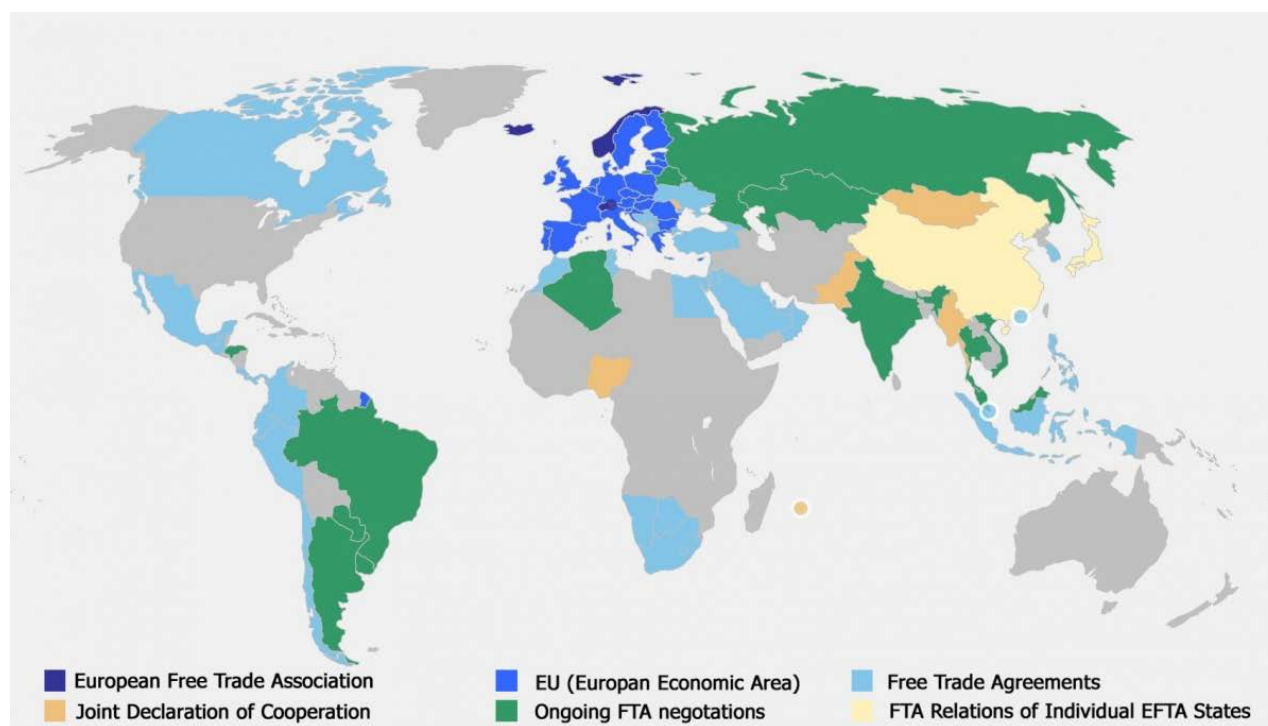 European Free Trade Association
EU (Europan Economic Area)
Free Trade Agreements
Joint Declaration of Cooperation
Ongoing FTA negotations
FTA Relations of Individual EFTA States